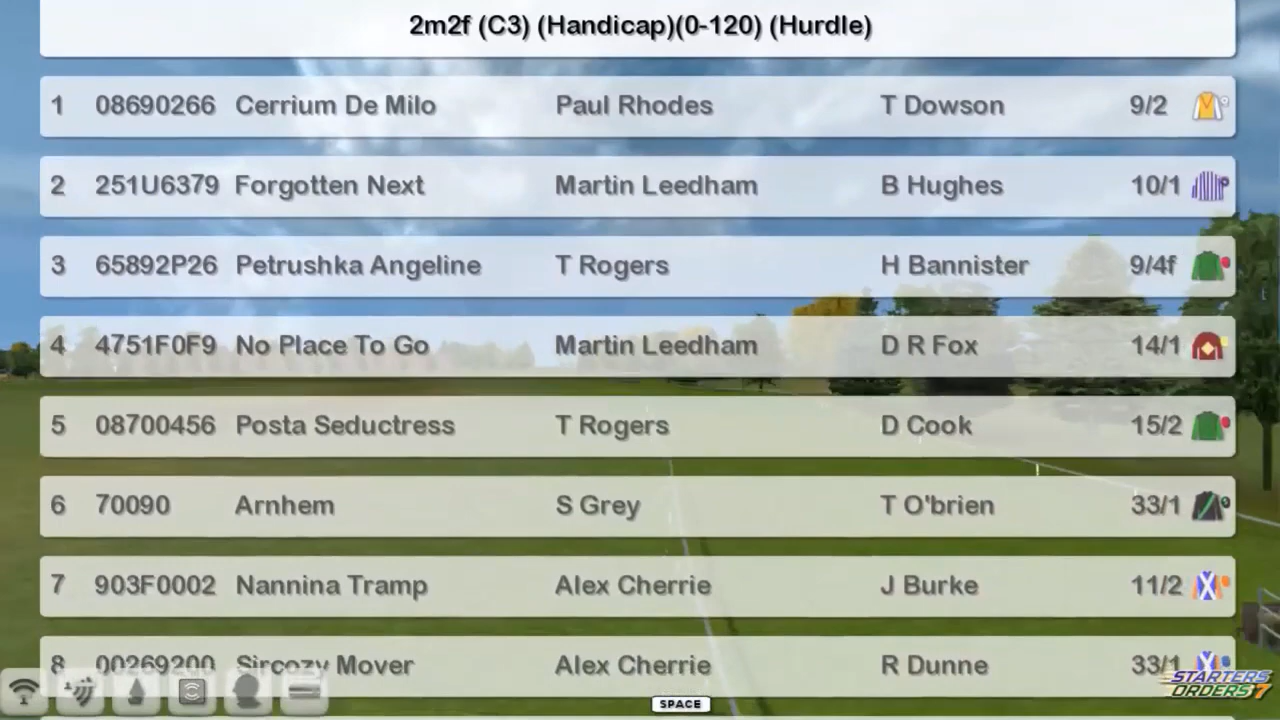 2m2f (C3) (Handicap)(0-120) (Hurdle)
1 08690266 Cerrium De Milo Paul Rhodes T Dowson 9/2
2 251U6379 Forgotten Next Martin Leedham B Hughes 10/1
3 65892P26 Petrushka Angeline T Rogers H Bannister 9/4f
4 4751F0F9 No Place To Go Martin Leedham D R Fox 14/1
5 08700456 Posta Seductress T Rogers D Cook 15/2
6 70090 Arnhem S Grey T O'brien 33/1
7 903F0002 Nannina Tramp Alex Cherrie J Burke 11/2
8 00269200 Sircozy Mover Alex Cherrie R Dunne 33/1
STARTERS
ORDERS 7
SPACE